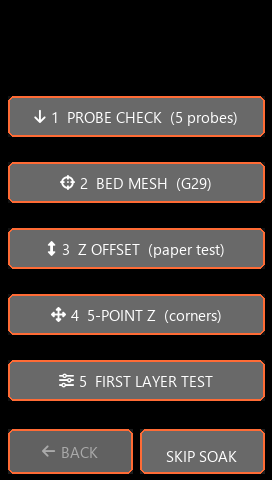 1 PROBE CHECK (5 probes)
2 BED MESH (G29)
3 Z OFFSET (paper test)
4 5-POINT Z (corners)
5 FIRST LAYER TEST
BACK
SKIP SOAK